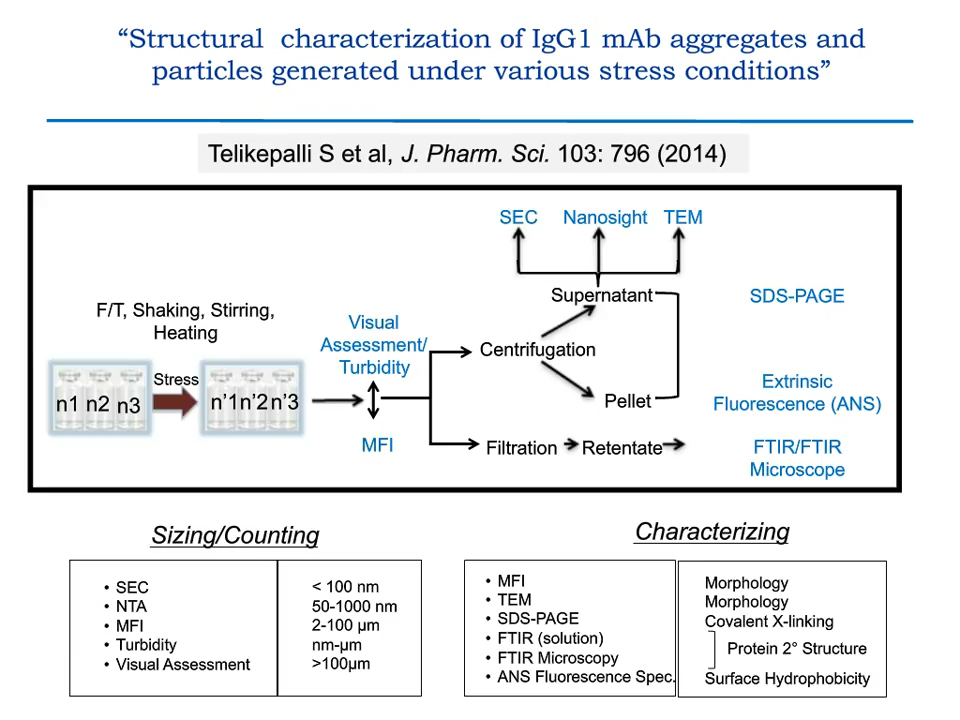 “Structural characterization of IgG1 mAb aggregates and
particles generated under various stress conditions”
Telikepalli S et al, J. Pharm. Sci. 103: 796 (2014)
SEC Nanosight TEM
Supernatant
SDS-PAGE
F/T, Shaking, Stirring,
Heating
Visual
Assessment/
Turbidity
Centrifugation
Stress
n1 n2 n3
n’1 n’2 n’3
Pellet
Extrinsic
Fluorescence (ANS)
MFI
Filtration
Retentate
FTIR/FTIR
Microscope
Sizing/Counting
• SEC
• NTA
• MFI
• Turbidity
• Visual Assessment
< 100 nm
50-1000 nm
2-100 µm
nm-µm
>100µm
Characterizing
• MFI
• TEM
• SDS-PAGE
• FTIR (solution)
• FTIR Microscopy
• ANS Fluorescence Spec.
Morphology
Morphology
Covalent X-linking
Protein 2° Structure
Surface Hydrophobicity